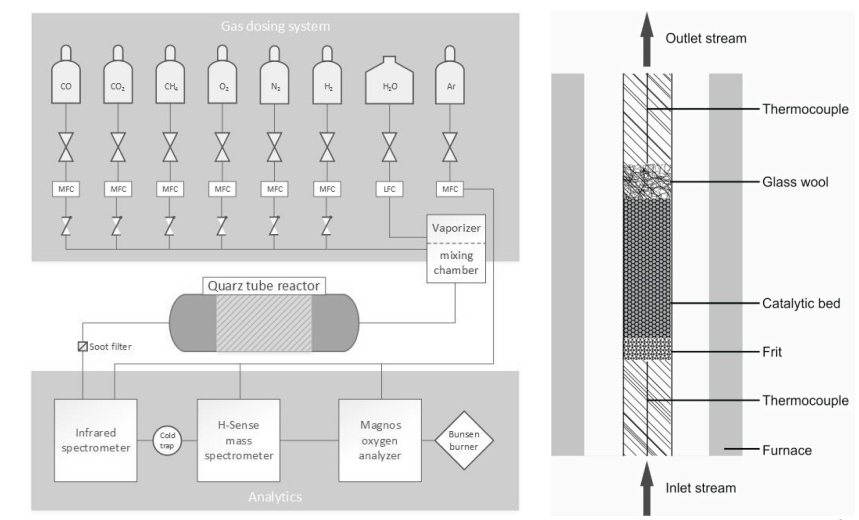 Gas dosing system
CO
CO₂
CH₄
O₂
N₂
H₂
H₂O
Ar
MFC
MFC
MFC
MFC
MFC
MFC
LFC
MFC
Vaporizer
mixing
chamber
Quarz tube reactor
Soot filter
Infrared
spectrometer
Cold
trap
H-Sense
mass
spectrometer
Magnos
oxygen
analyzer
Bunsen
burner
Analytics
Outlet stream
Thermocouple
Glass wool
Catalytic bed
Frit
Thermocouple
Furnace
Inlet stream